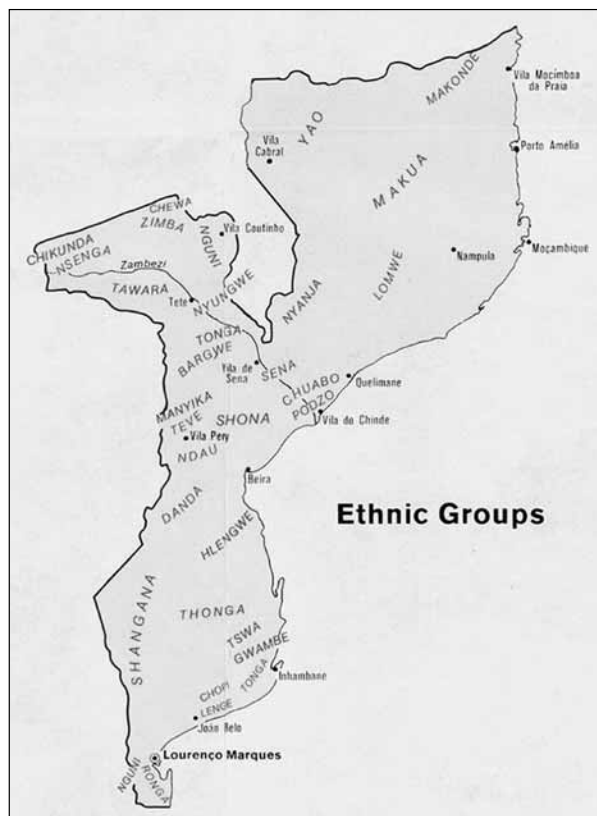 MAKONDE
Vila Mocimboa
da Praia
YAO
Vila
Cabral
Porto Amélia
MAKUA
CHEWA
ZIMBA
NGUNI
Vila Coutinho
CHIKUNDA
NSENGA
Zambezi
TAWARA
Tete
NYUNGWE
Nampula
Moçambique
LOMWE
NYANJA
TONGA
BARGWE
Vila de
Sena
SENA
CHUABO
PODZO
Quelimane
Vila do Chinde
MANYIKA
TEVE
SHONA
Vila Pery
NDAU
Beira
DANDA
HLENGWE
Ethnic Groups
SHANGANA
THONGA
TSWA
GWAMBE
TONGA
Inhambane
CHOPI
LENGE
João Belo
Lourenço Marques
NGUNI
RONGA